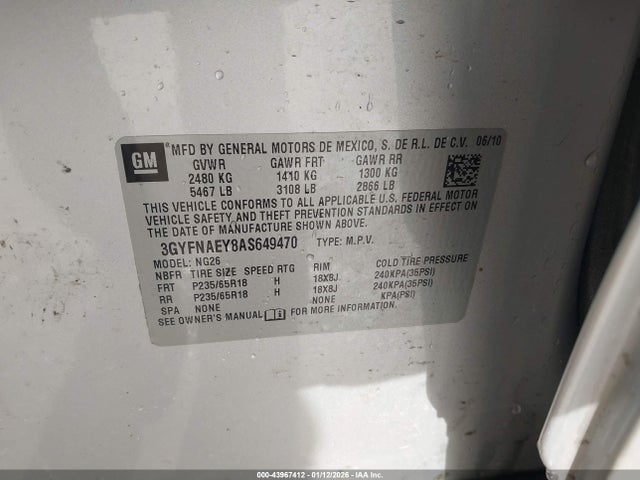 GM
*MFD BY GENERAL MOTORS DE MEXICO, S. DE R.L. DE C.V. 06/10
GVWR GAWR FRT GAWR RR
2480 KG 1410 KG 1300 KG
5467 LB 3108 LB 2866 LB
THIS VEHICLE CONFORMS TO ALL APPLICABLE U.S. FEDERAL MOTOR
VEHICLE SAFETY AND THEFT PREVENTION STANDARDS IN EFFECT ON
THE DATE OF MANUFACTURE SHOWN ABOVE.
3GYFNAEY8AS649470 TYPE: M.P.V.
MODEL: NG26
NBFR TIRE SIZE SPEED RTG RIM COLD TIRE PRESSURE
FRT P235/65R18 H 18X8J 240KPA(35PSI)
RR P235/65R18 H 18X8J 240KPA(35PSI)
SPA NONE NONE KPA(PSI)
SEE OWNER'S MANUAL FOR MORE INFORMATION.
000-43967412 - 01/12/2026 - IAAI.COM